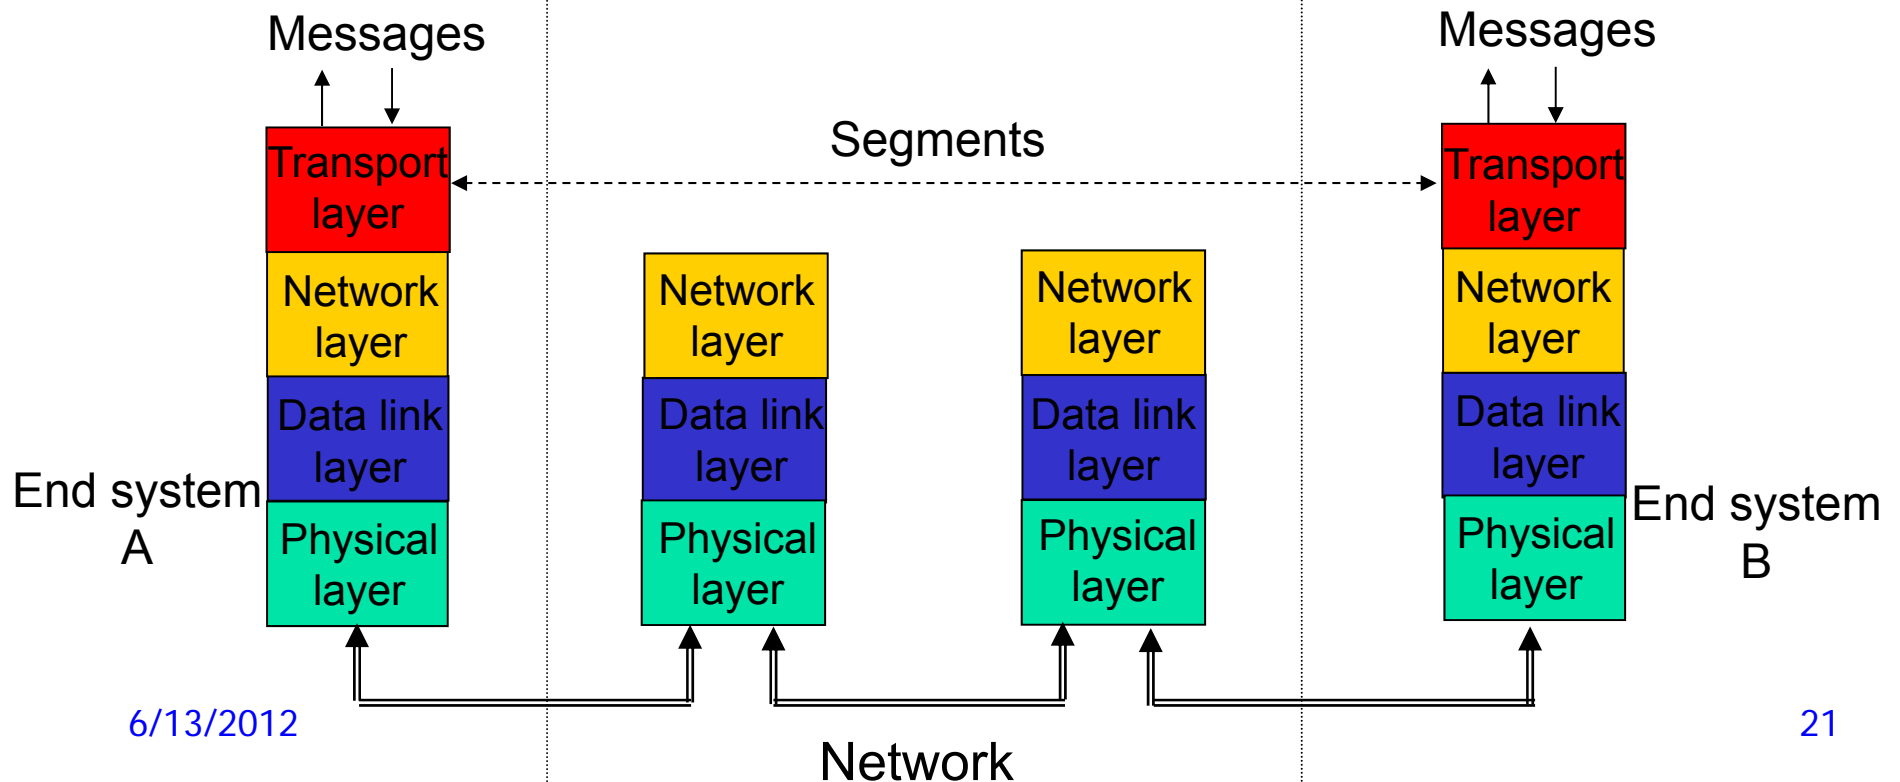 Messages
Messages
Segments
Transport
layer
Transport
layer
Network
layer
Network
layer
Network
layer
Network
layer
Data link
layer
Data link
layer
Data link
layer
Data link
layer
End system
A
End system
B
Physical
layer
Physical
layer
Physical
layer
Physical
layer
6/13/2012
Network
21